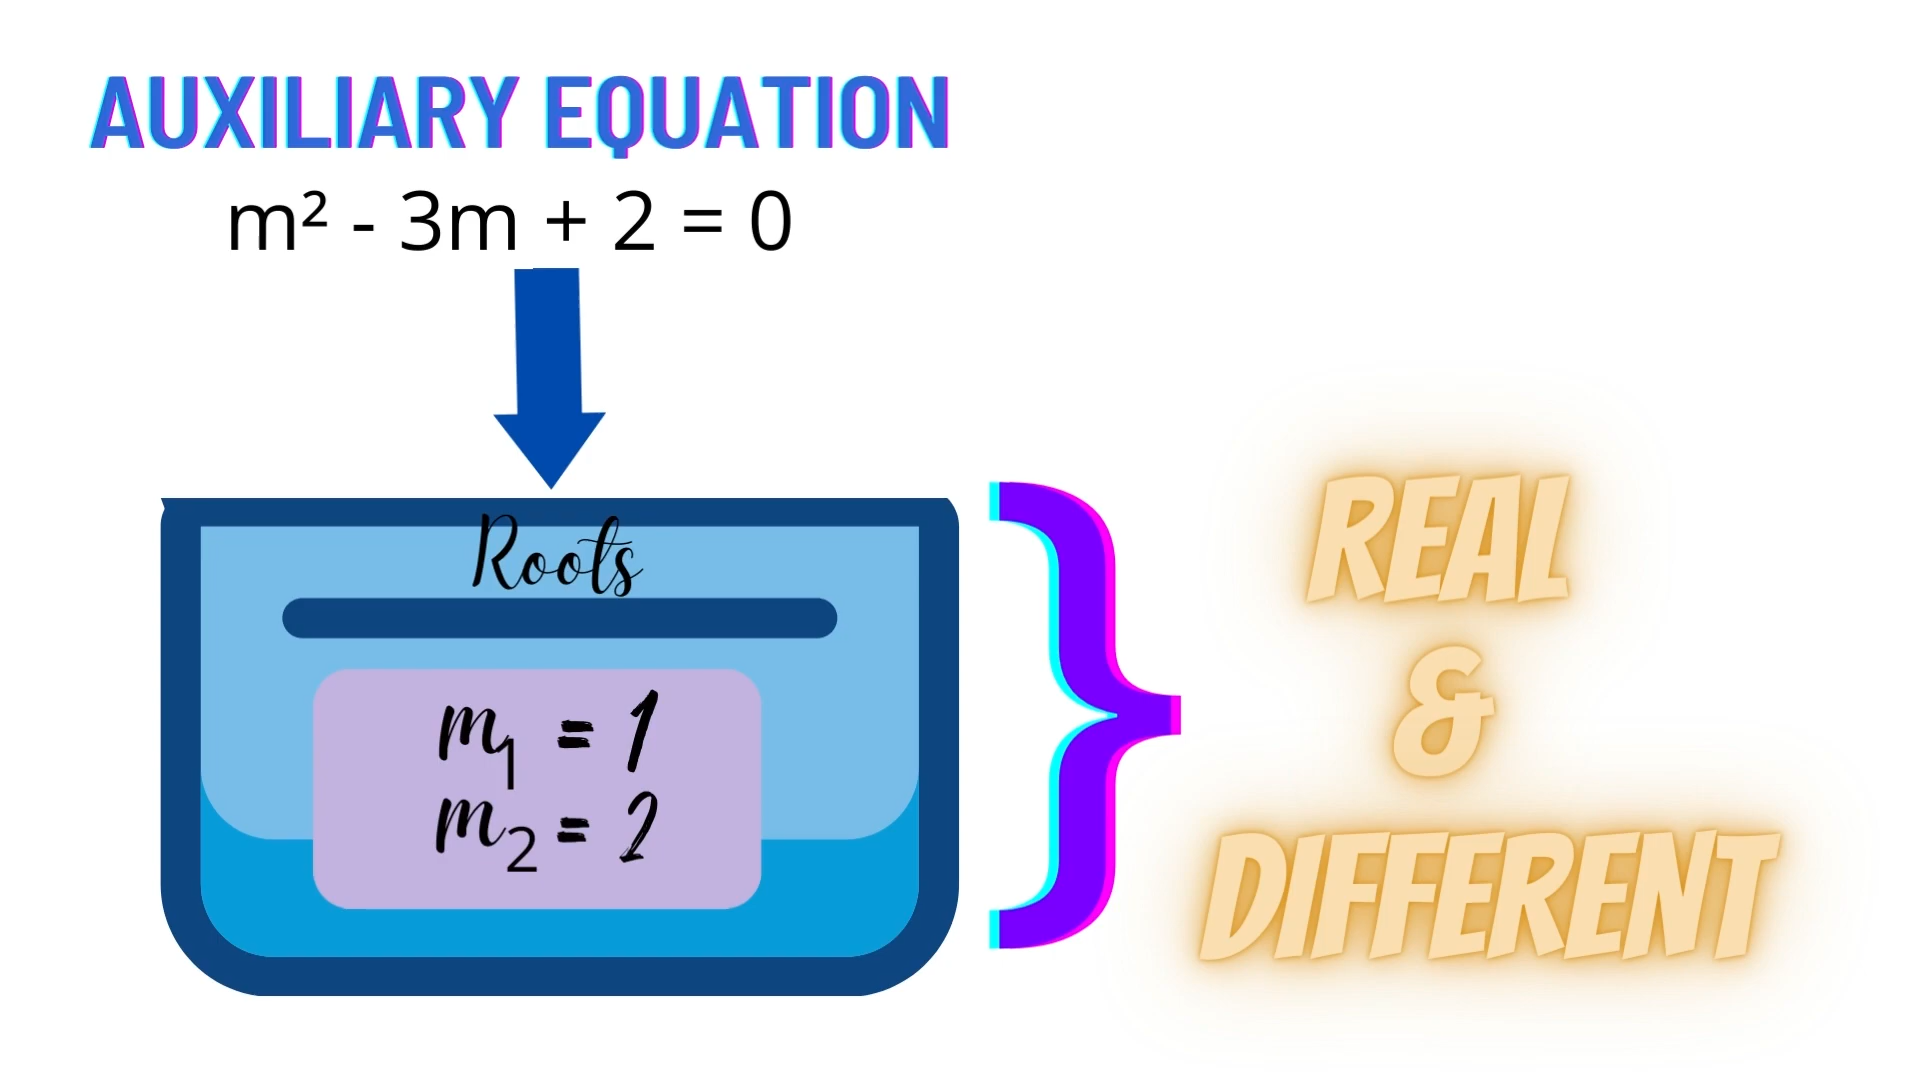 AUXILIARY EQUATION
m² - 3m + 2 = 0
Roots
m₁ = 1
m₂ = 2
REAL
&
DIFFERENT